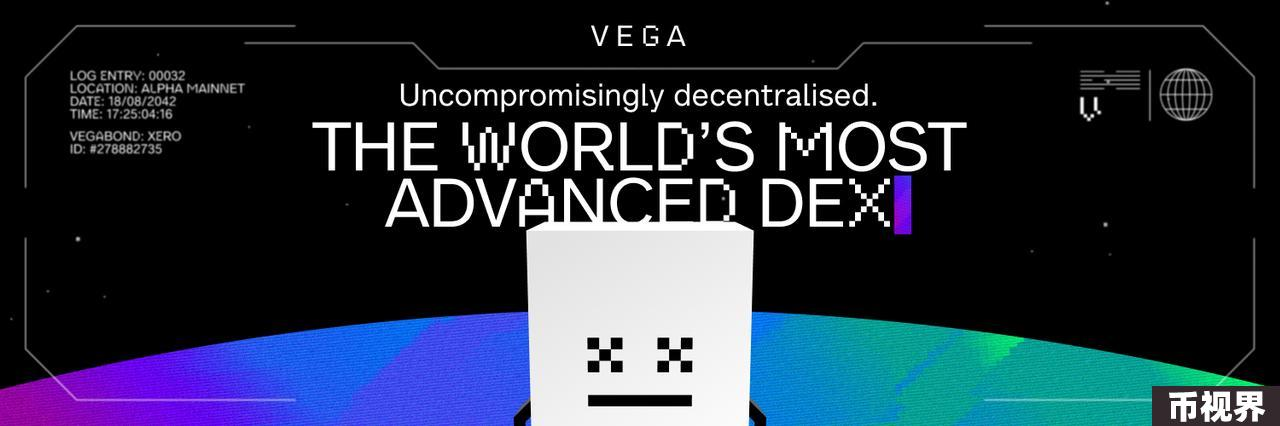 VEGA
LOG ENTRY: 00032
LOCATION: ALPHA MAINNET
DATE: 18/08/2042
TIME: 17:25:04:16
VEGABOND: XERO
ID: #278882735
Uncompromisingly decentralised.
THE WORLD'S MOST
ADVANCED DEX
V
币视界